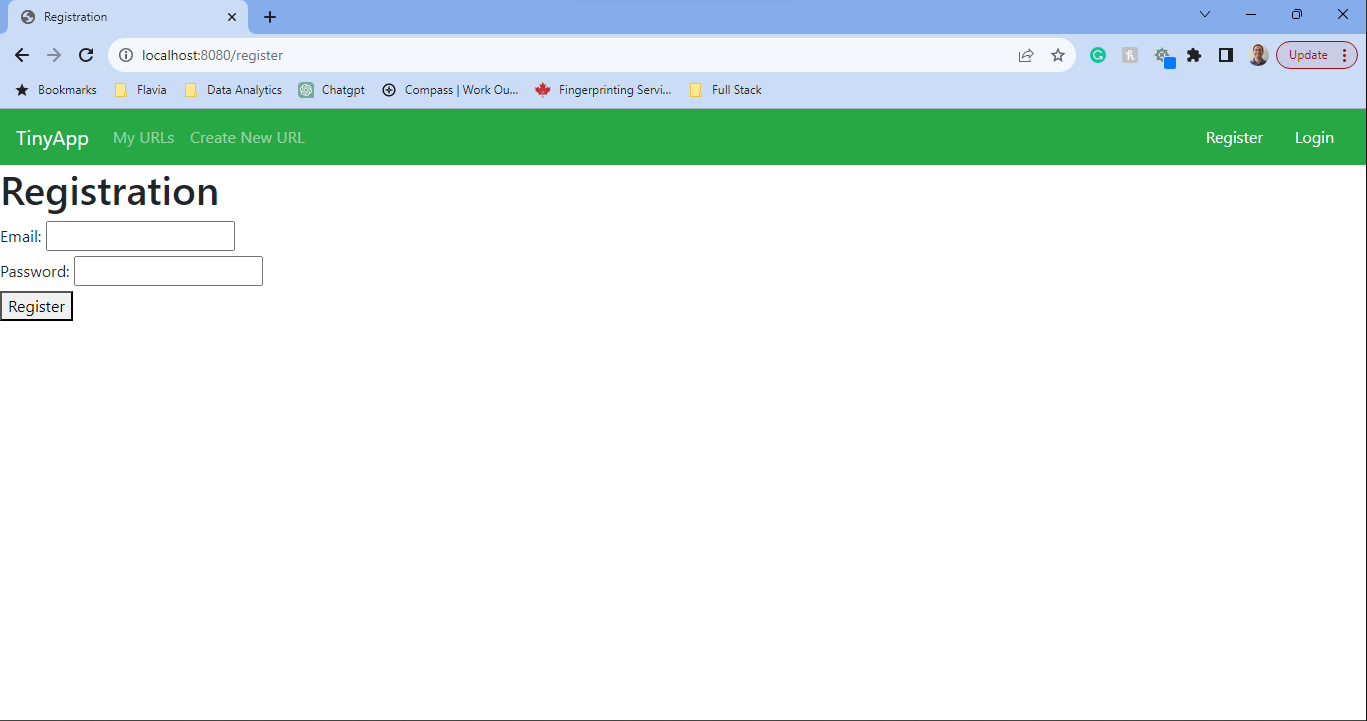 Registration
localhost:8080/register
Update
Bookmarks Flavia Data Analytics Chatgpt Compass | Work Ou... Fingerprinting Servi... Full Stack
TinyApp My URLs Create New URL Register Login
Registration
Email:
Password:
Register